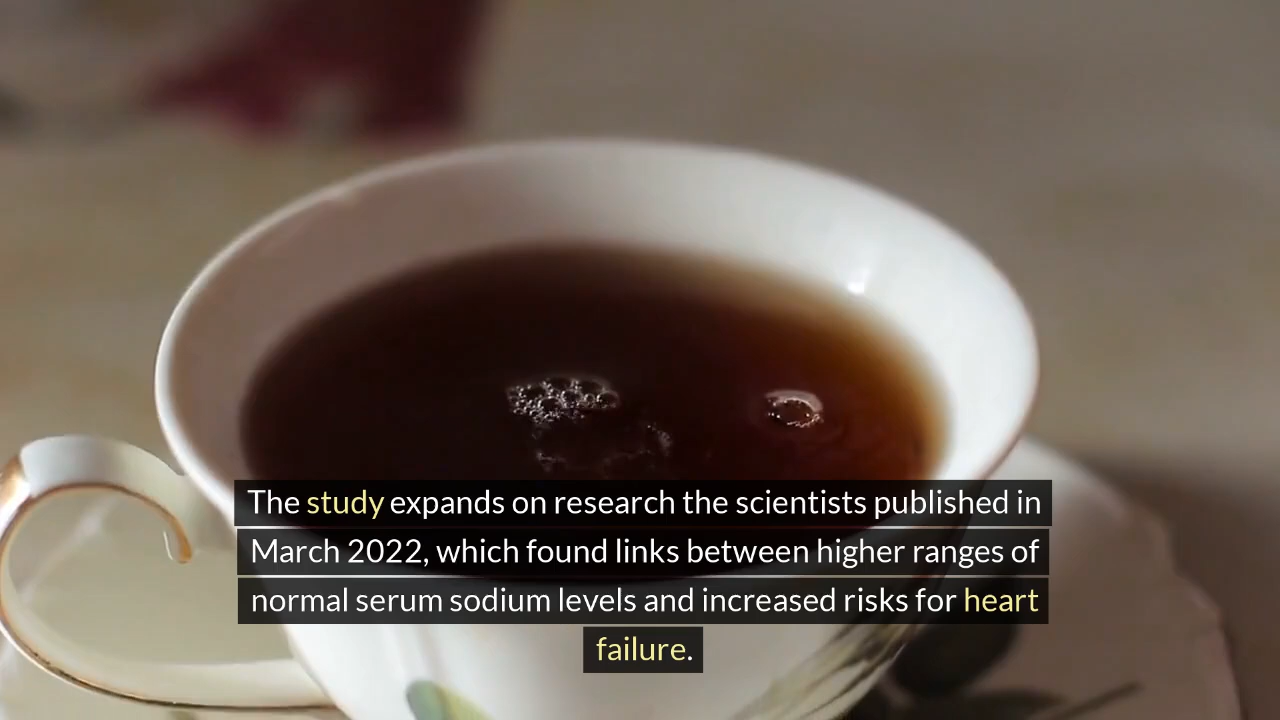 The study expands on research the scientists published in
March 2022, which found links between higher ranges of
normal serum sodium levels and increased risks for heart
failure.